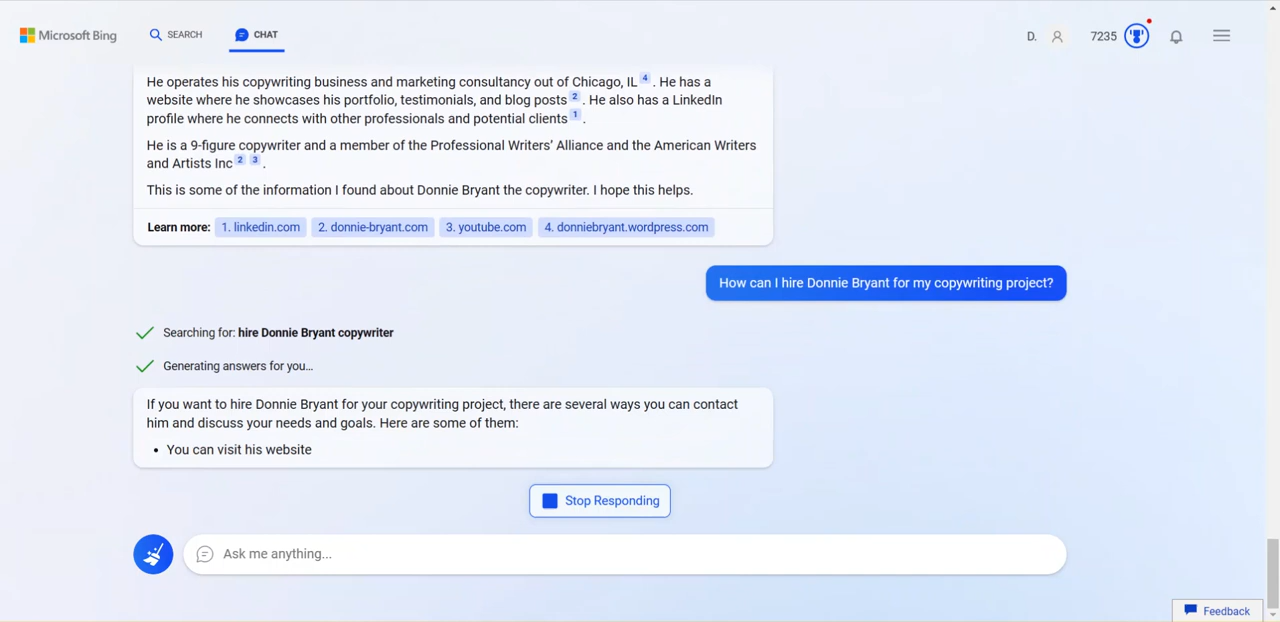 Microsoft Bing SEARCH CHAT D. 7235
He operates his copywriting business and marketing consultancy out of Chicago, IL 4 . He has a
website where he showcases his portfolio, testimonials, and blog posts 2 . He also has a LinkedIn
profile where he connects with other professionals and potential clients 1 .
He is a 9-figure copywriter and a member of the Professional Writers’ Alliance and the American Writers
and Artists Inc 2 3 .
This is some of the information I found about Donnie Bryant the copywriter. I hope this helps.
Learn more: 1. linkedin.com 2. donnie-bryant.com 3. youtube.com 4. donniebryant.wordpress.com
How can I hire Donnie Bryant for my copywriting project?
Searching for: hire Donnie Bryant copywriter
Generating answers for you...
If you want to hire Donnie Bryant for your copywriting project, there are several ways you can contact
him and discuss your needs and goals. Here are some of them:
• You can visit his website
Stop Responding
Ask me anything...
Feedback